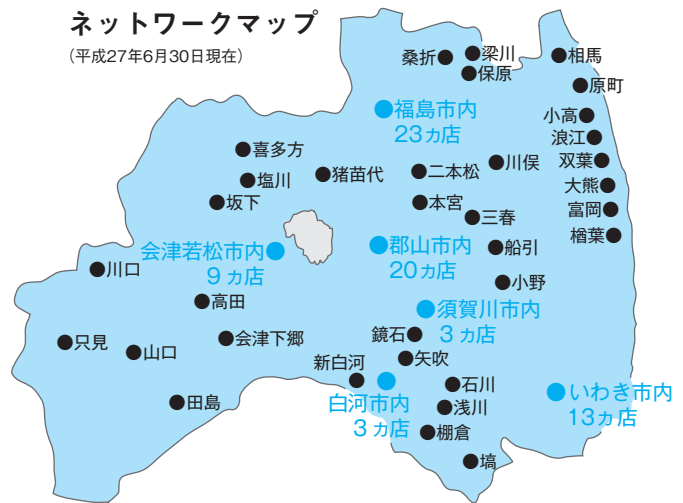 ネットワークマップ
(平成27年6月30日現在)
桑折
梁川
保原
相馬
原町
福島市内
23ヵ店
小高
浪江
喜多方
塩川
坂下
猪苗代
二本松
川俣
双葉
大熊
本宮
三春
富岡
楢葉
会津若松市内
9ヵ店
郡山市内
20ヵ店
船引
小野
川口
高田
須賀川市内
3ヵ店
只見
山口
会津下郷
鏡石
矢吹
新白河
田島
白河市内
3ヵ店
石川
浅川
棚倉
塙
いわき市内
13ヵ店